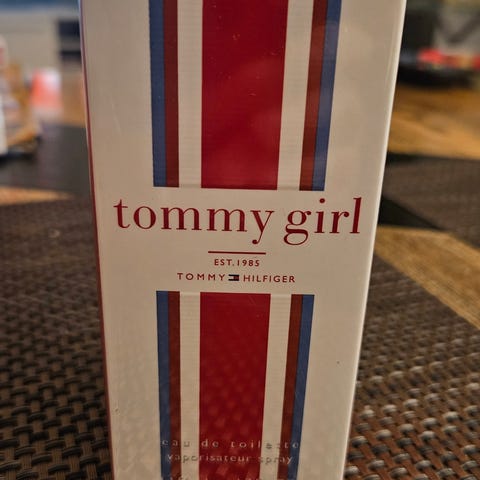 tommy girl
EST.1985
TOMMY HILFIGER
eau de toilette
vaporisateur spray